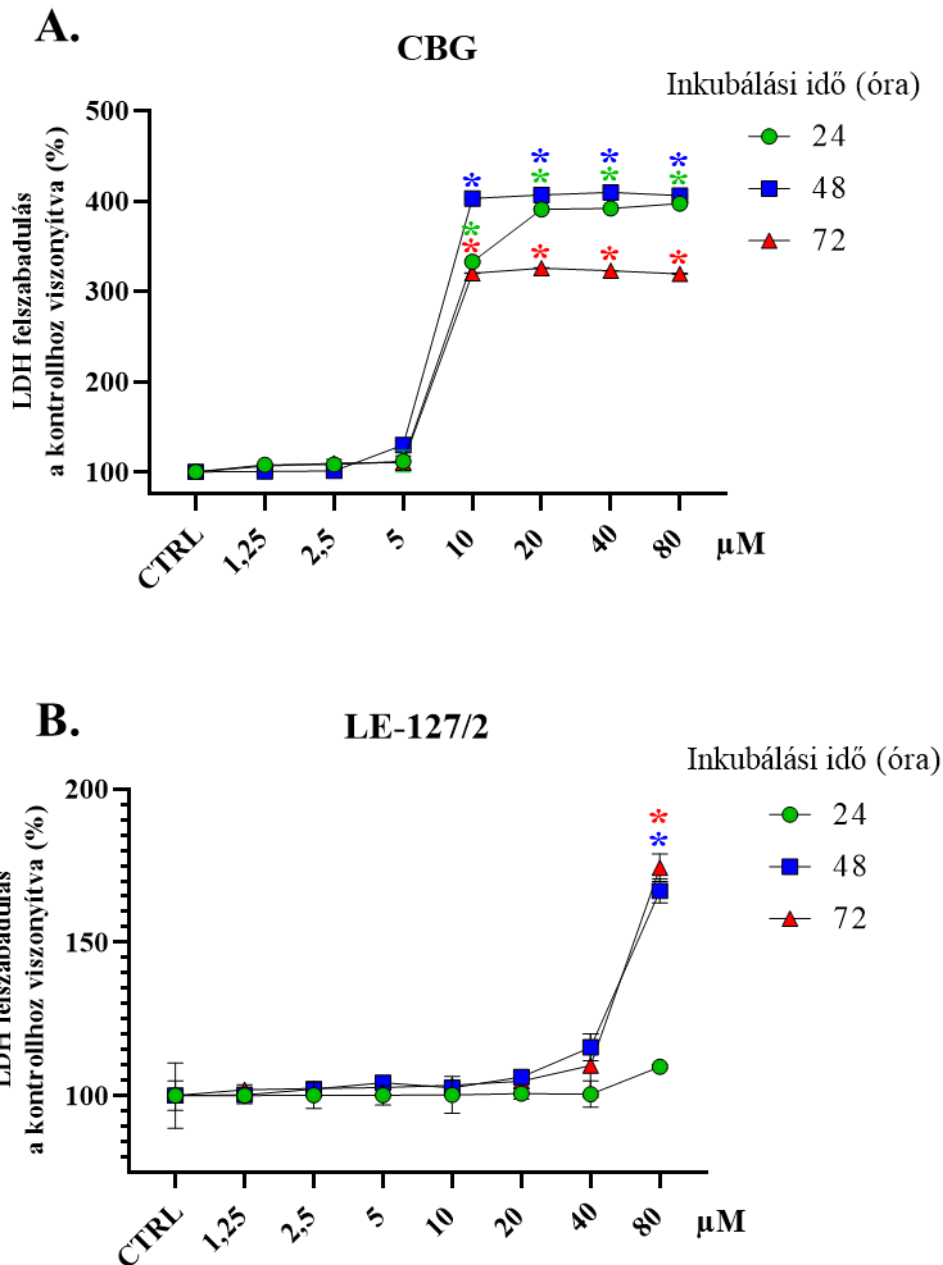 A.
CBG
Inkubálási idő (óra)
24
48
72
LDH felszabadulás
a kontrollhoz viszonyítva (%)
500
400
300
200
100
* * * *
* * *
*
* * * *
CTRL 1,25 2,5 5 10 20 40 80 µM
B.
LE-127/2
Inkubálási idő (óra)
24
48
72
LDH felszabadulás
a kontrollhoz viszonyítva (%)
200
150
100
*
*
CTRL 1,25 2,5 5 10 20 40 80 µM